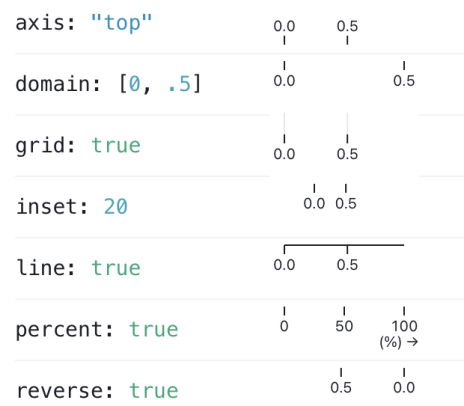 axis: "top" 0.0 0.5
domain: [0, .5] 0.0 0.5
grid: true 0.0 0.5
inset: 20 0.0 0.5
line: true 0.0 0.5
percent: true 0 50 100
(%) →
reverse: true 0.5 0.0